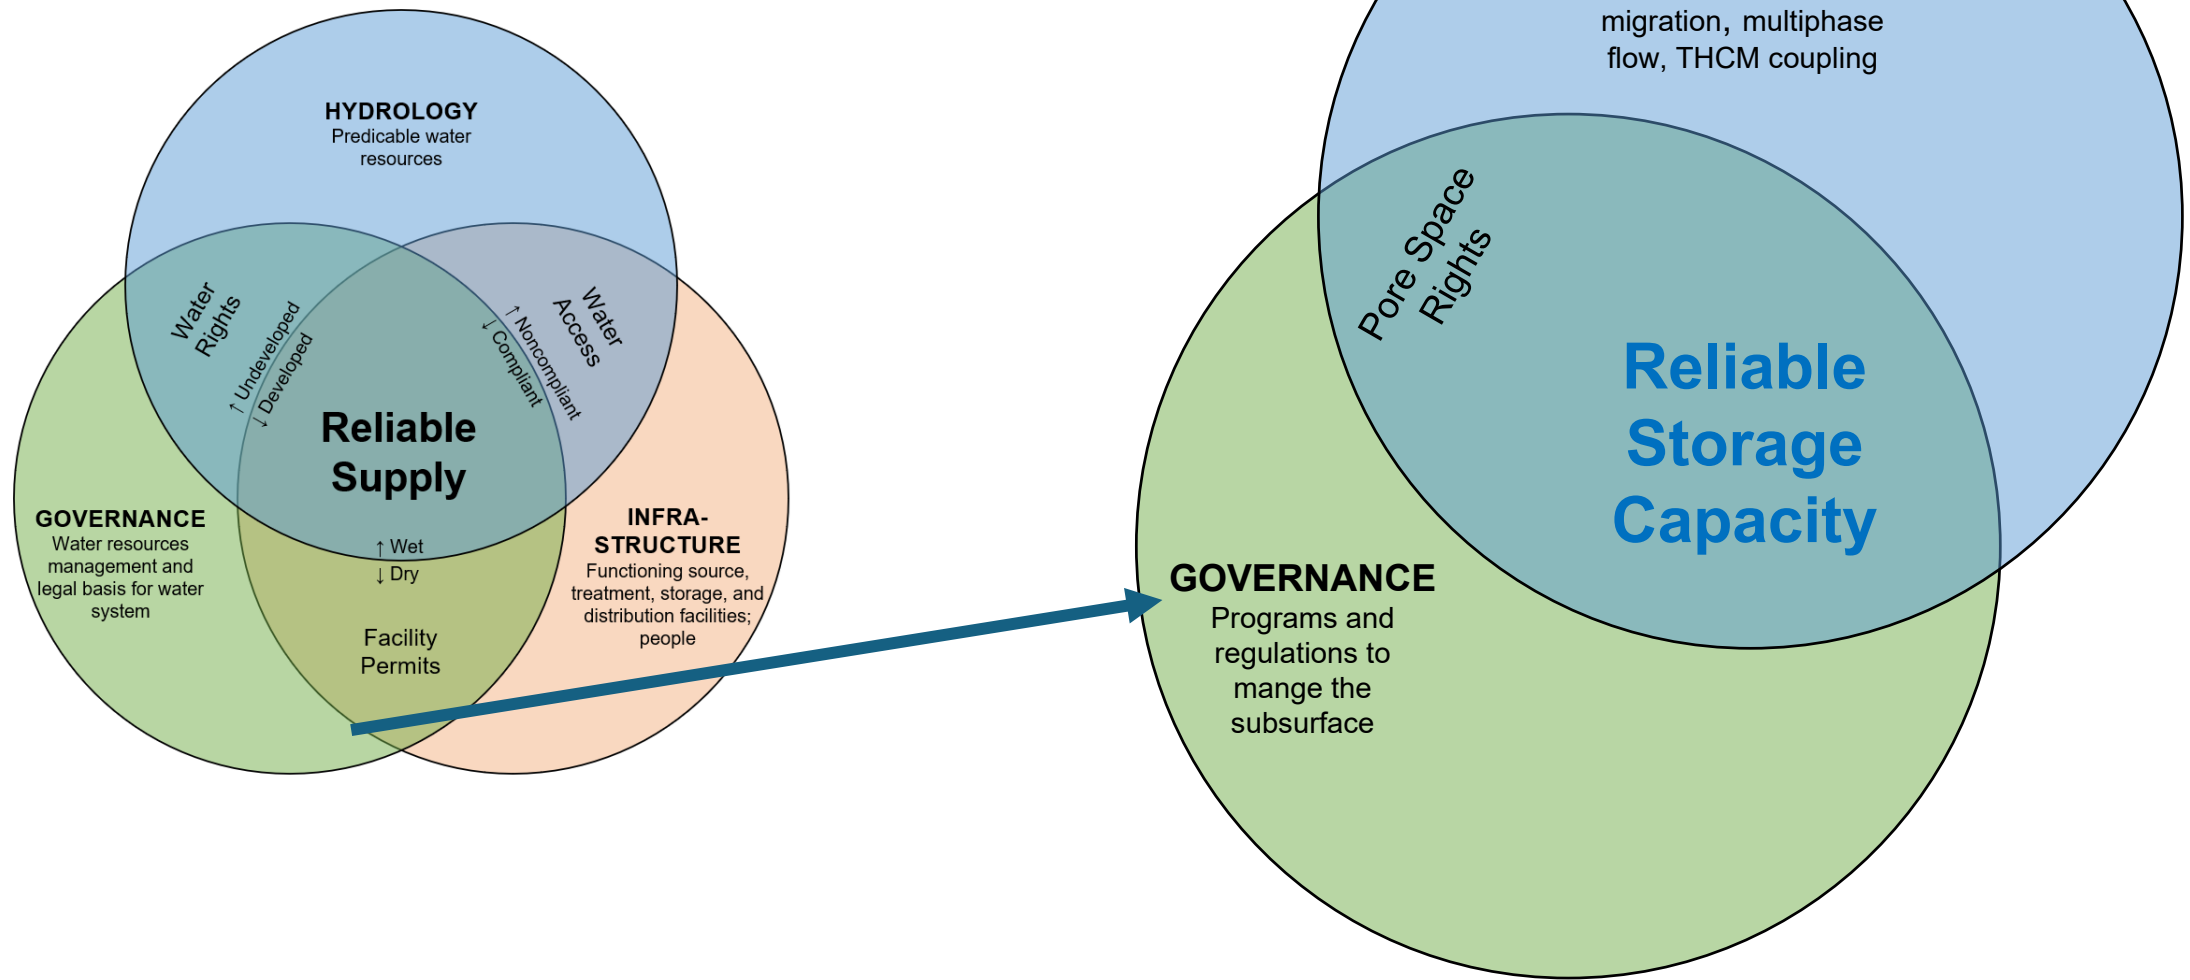 HYDROLOGY
Predicable water
resources
Water
Rights
↑ Undeveloped
↓ Developed
Water
Access
↑ Noncompliant
↓ Compliant
Reliable
Supply
GOVERNANCE
Water resources
management and
legal basis for water
system
INFRA-
STRUCTURE
Functioning source,
treatment, storage, and
distribution facilities;
people
↑ Wet
↓ Dry
Facility
Permits
migration, multiphase
flow, THCM coupling
Pore Space
Rights
Reliable
Storage
Capacity
GOVERNANCE
Programs and
regulations to
mange the
subsurface